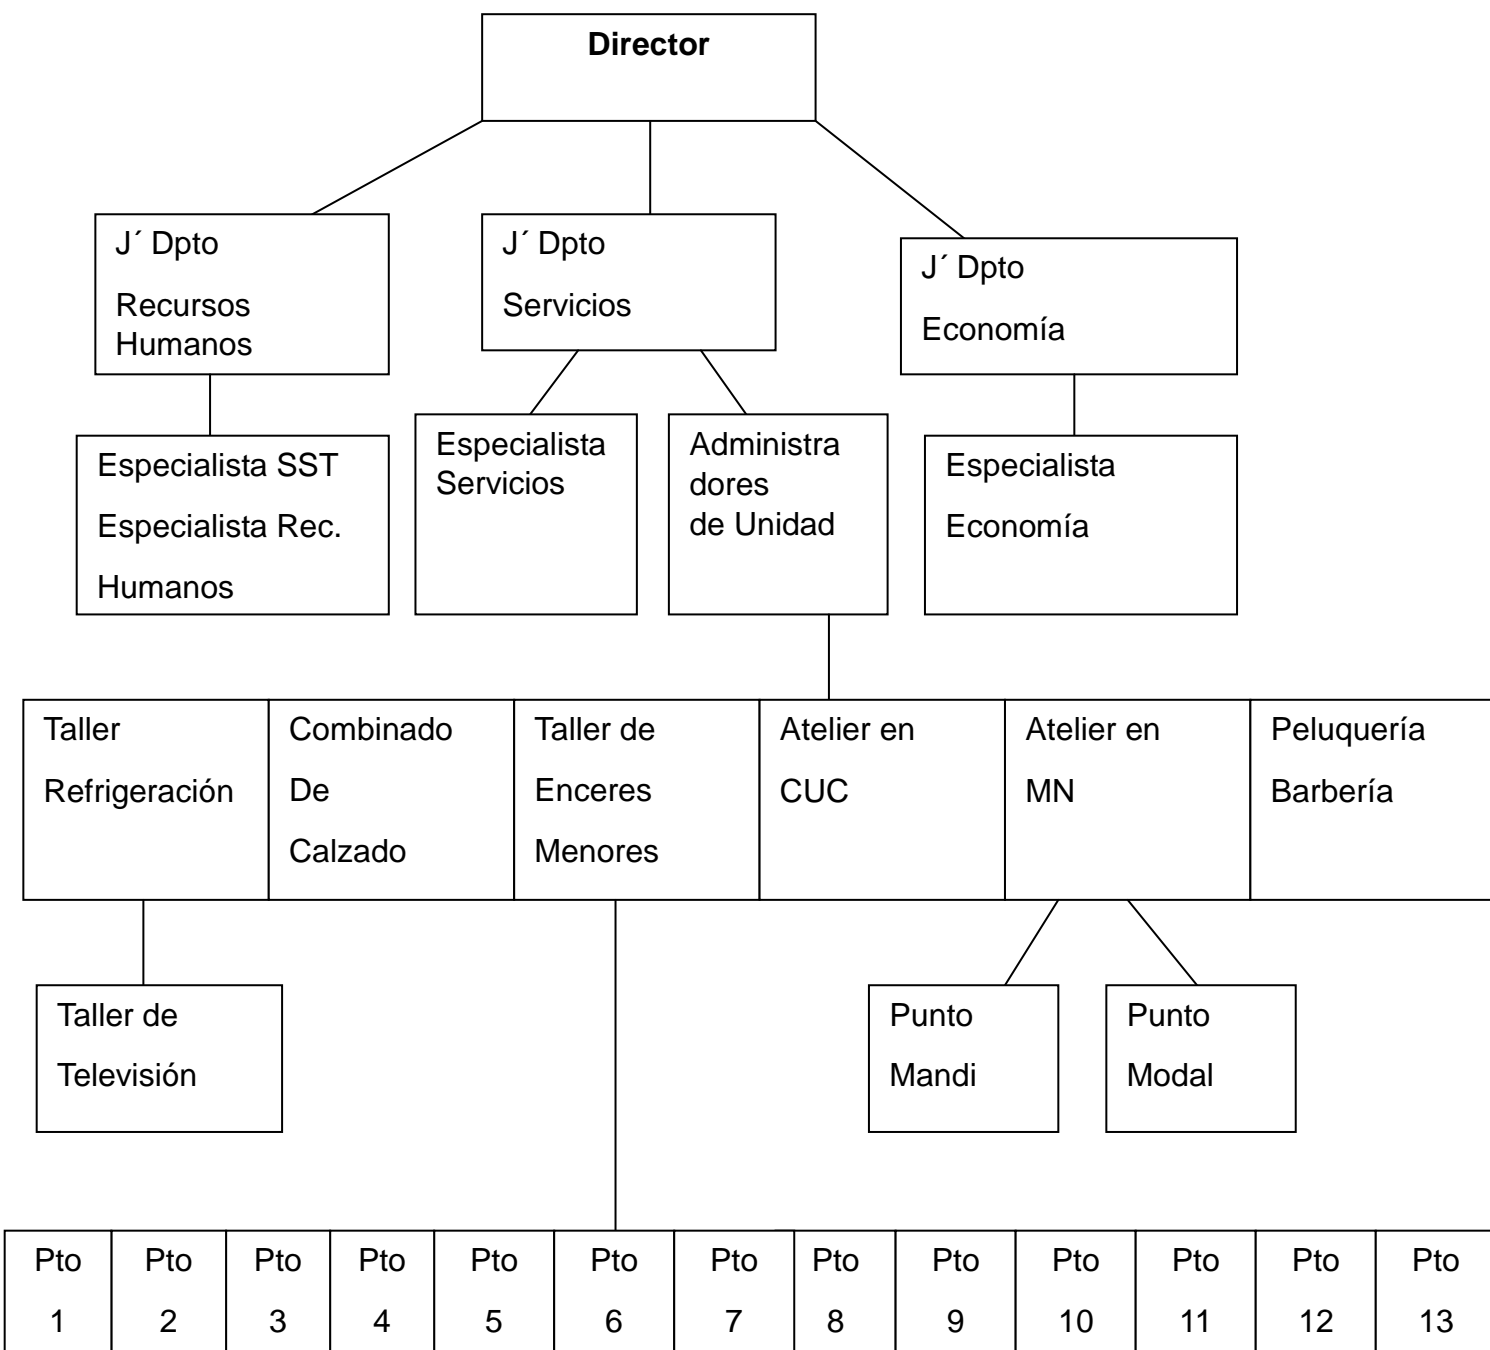 Director
J´ Dpto
Recursos
Humanos
J´ Dpto
Servicios
J´ Dpto
Economía
Especialista SST
Especialista Rec.
Humanos
Especialista
Servicios
Administra
dores
de Unidad
Especialista
Economía
Taller
Refrigeración
Combinado
De
Calzado
Taller de
Enceres
Menores
Atelier en
CUC
Atelier en
MN
Peluquería
Barbería
Taller de
Televisión
Punto
Mandi
Punto
Modal
Pto
1
Pto
2
Pto
3
Pto
4
Pto
5
Pto
6
Pto
7
Pto
8
Pto
9
Pto
10
Pto
11
Pto
12
Pto
13